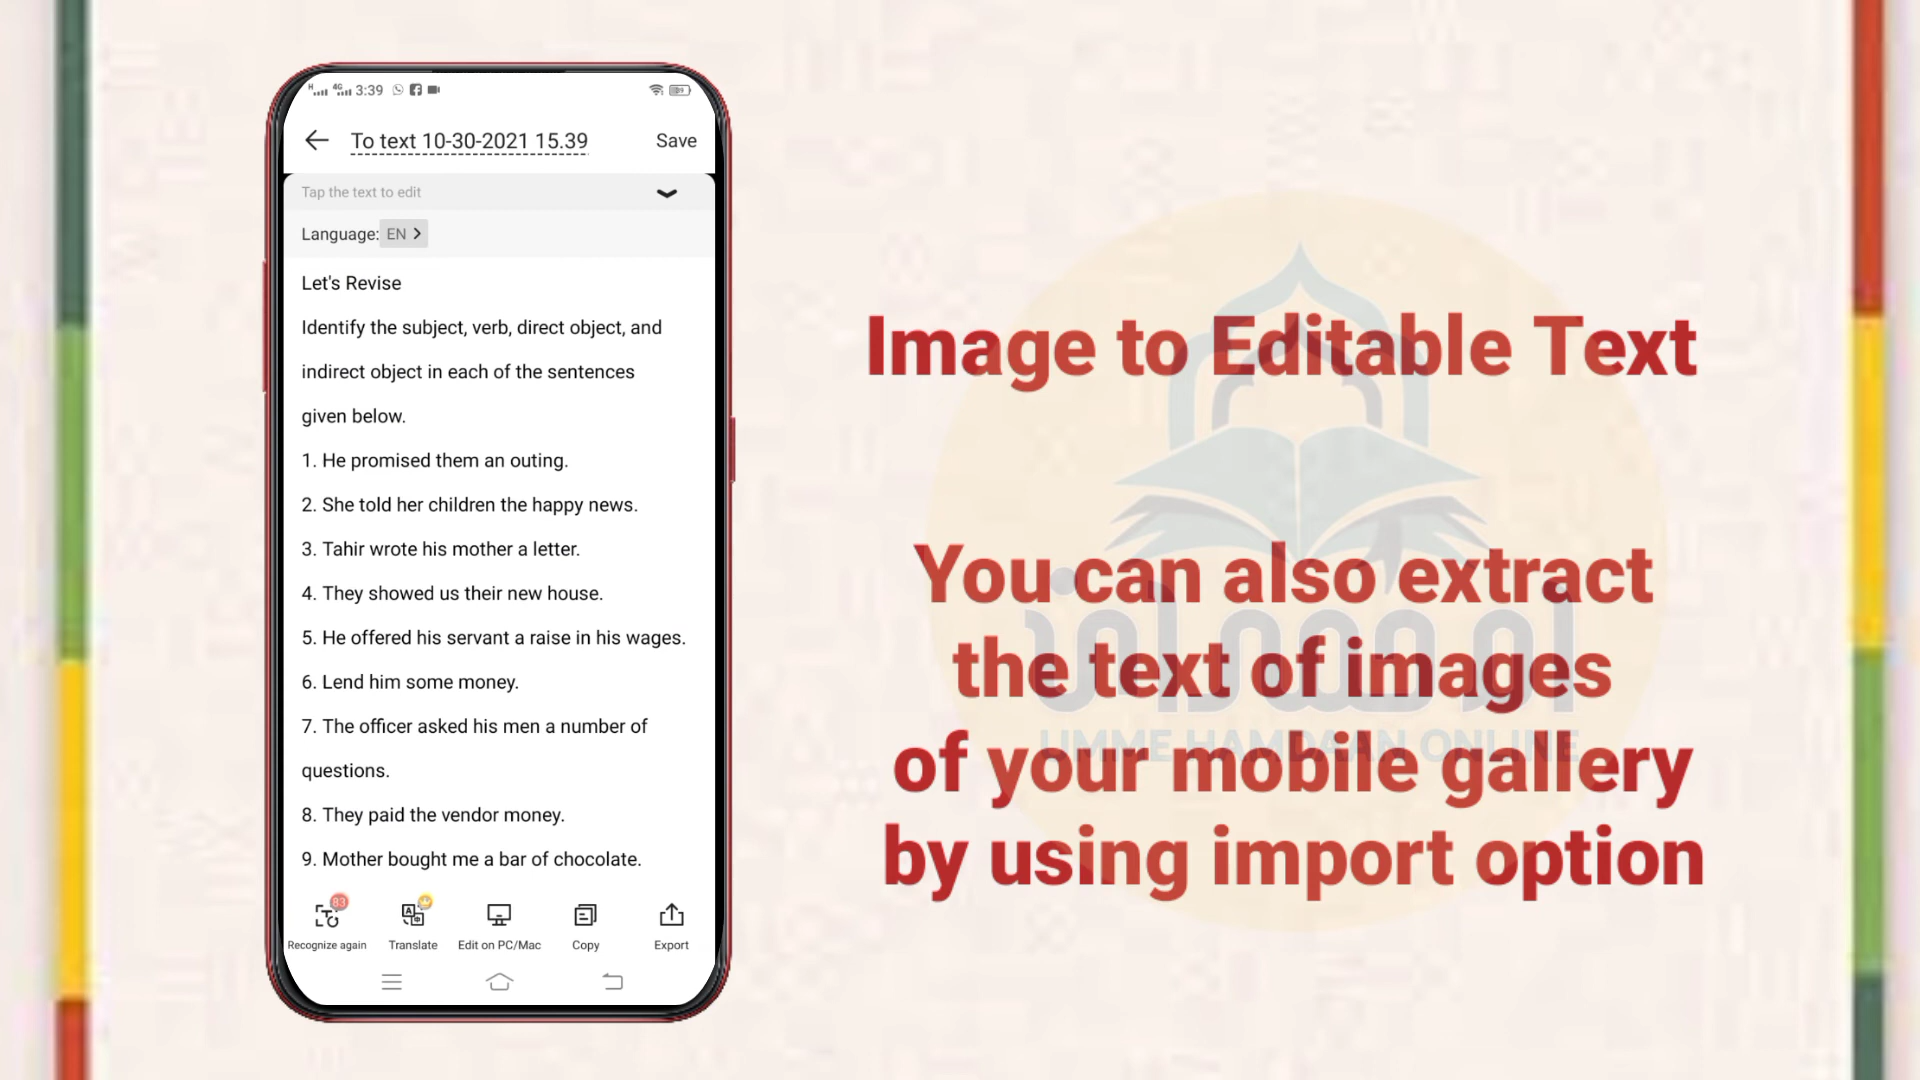 H 4G 3:39
To text 10-30-2021 15.39 Save
Tap the text to edit
Language: EN
Let's Revise
Identify the subject, verb, direct object, and
indirect object in each of the sentences
given below.
1. He promised them an outing.
2. She told her children the happy news.
3. Tahir wrote his mother a letter.
4. They showed us their new house.
5. He offered his servant a raise in his wages.
6. Lend him some money.
7. The officer asked his men a number of
questions.
8. They paid the vendor money.
9. Mother bought me a bar of chocolate.
83
Recognize again Translate Edit on PC/Mac Copy Export
Image to Editable Text
You can also extract
the text of images
of your mobile gallery
by using import option
UMME HAMDAAN ONLINE